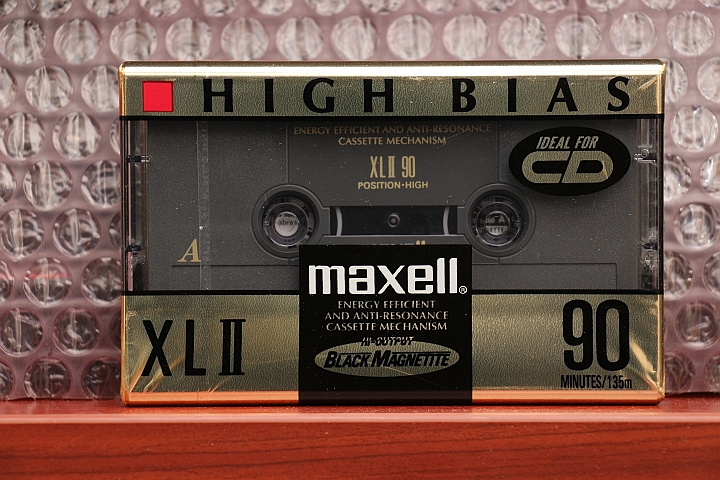 HIGH BIAS
ENERGY EFFICIENT AND ANTI-RESONANCE
CASSETTE MECHANISM
XLII 90
POSITION·HIGH
IDEAL FOR
CD
A
maxell®
ENERGY EFFICIENT
AND ANTI-RESONANCE
CASSETTE MECHANISM
HI-OUTPUT
BLACK MAGNETITE
XLII
90
MINUTES/135m